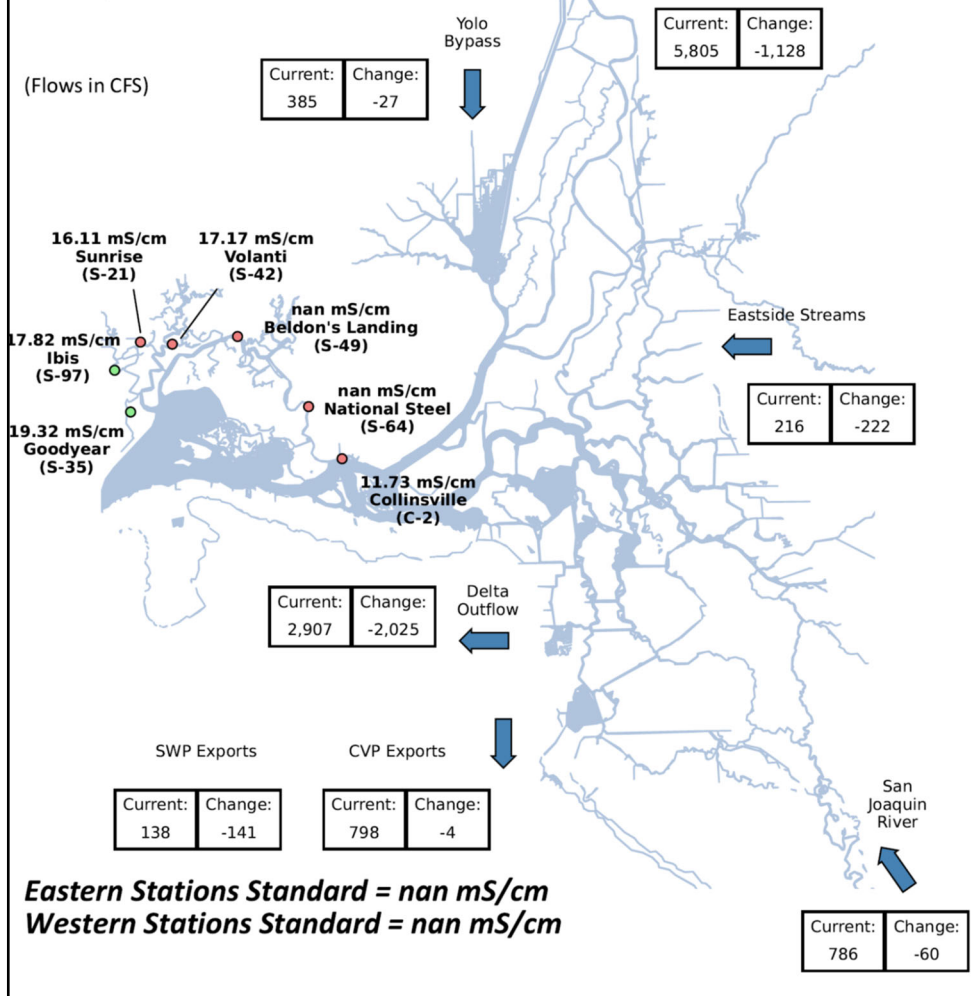 Yolo
Bypass
Current: Change:
5,805 -1,128
(Flows in CFS)
Current: Change:
385 -27
16.11 mS/cm
Sunrise
(S-21)
17.17 mS/cm
Volanti
(S-42)
nan mS/cm
Beldon's Landing
(S-49)
17.82 mS/cm
Ibis
(S-97)
Eastside Streams
nan mS/cm
National Steel
(S-64)
Current: Change:
216 -222
19.32 mS/cm
Goodyear
(S-35)
11.73 mS/cm
Collinsville
(C-2)
Delta
Outflow
Current: Change:
2,907 -2,025
SWP Exports
CVP Exports
Current: Change:
138 -141
Current: Change:
798 -4
San
Joaquin
River
Eastern Stations Standard = nan mS/cm
Western Stations Standard = nan mS/cm
Current: Change:
786 -60